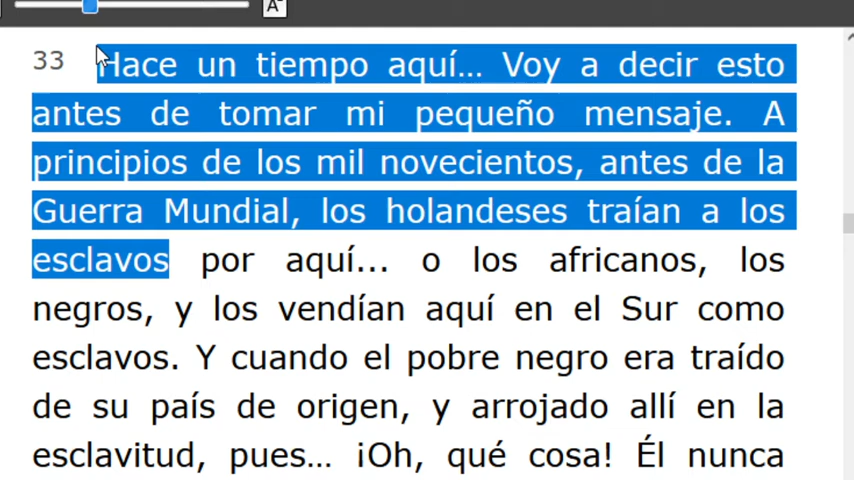 A
33 Hace un tiempo aquí... Voy a decir esto
antes de tomar mi pequeño mensaje. A
principios de los mil novecientos, antes de la
Guerra Mundial, los holandeses traían a los
esclavos por aquí... o los africanos, los
negros, y los vendían aquí en el Sur como
esclavos. Y cuando el pobre negro era traído
de su país de origen, y arrojado allí en la
esclavitud, pues... ¡Oh, qué cosa! Él nunca